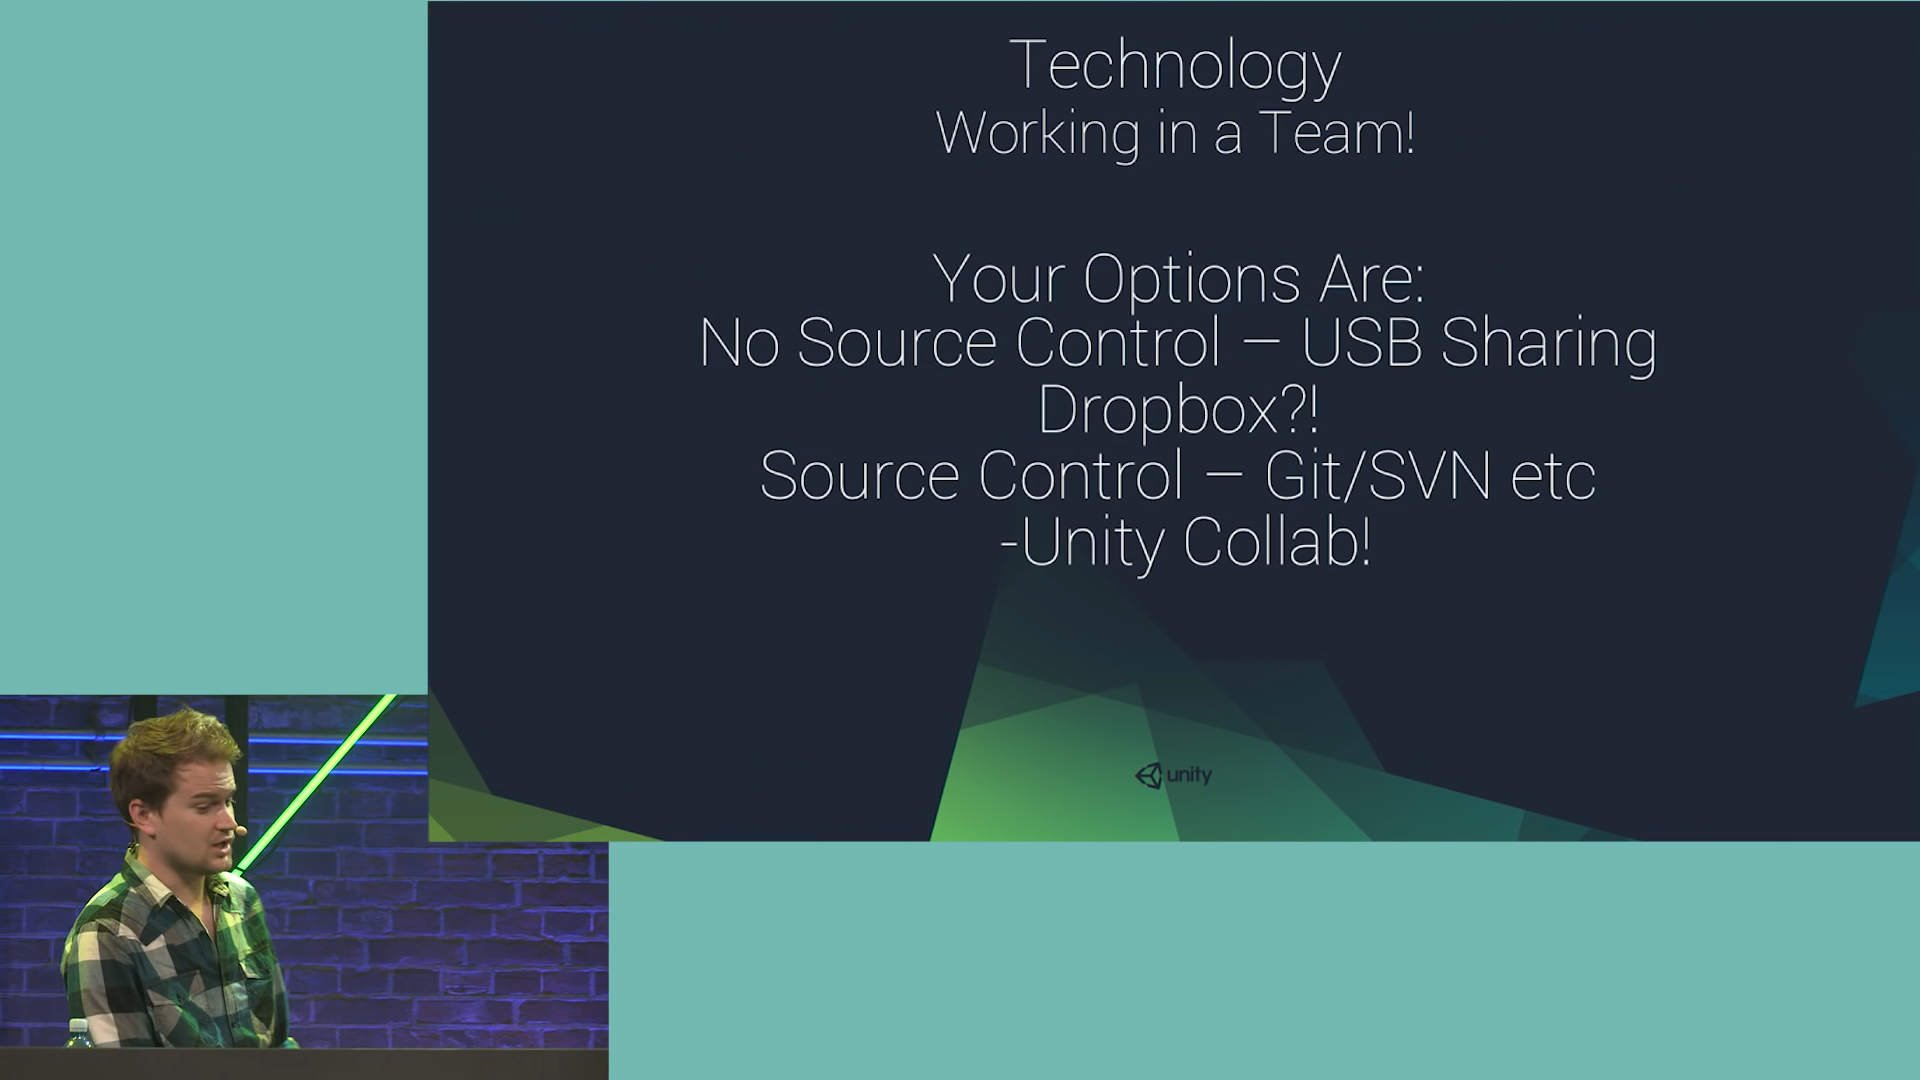 Technology
Working in a Team!
Your Options Are:
No Source Control – USB Sharing
Dropbox?!
Source Control – Git/SVN etc
-Unity Collab!
unity